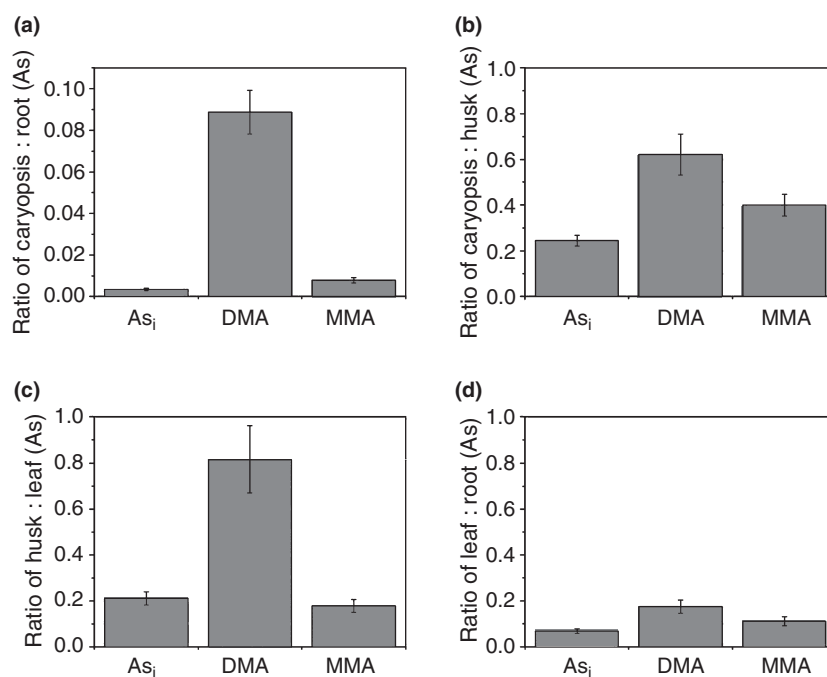 (a)
Ratio of caryopsis : root (As)
0.10
0.08
0.06
0.04
0.02
0.00
Asi
DMA
MMA
(b)
Ratio of caryopsis : husk (As)
1.0
0.8
0.6
0.4
0.2
0.0
Asi
DMA
MMA
(c)
Ratio of husk : leaf (As)
1.0
0.8
0.6
0.4
0.2
0.0
Asi
DMA
MMA
(d)
Ratio of leaf : root (As)
1.0
0.8
0.6
0.4
0.2
0.0
Asi
DMA
MMA